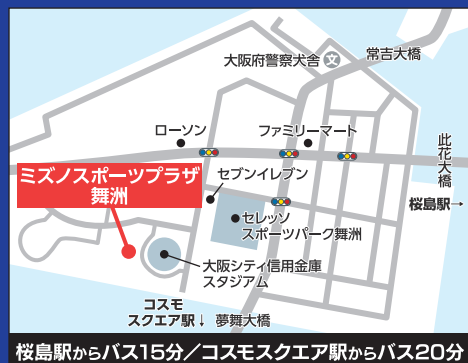 大阪府警察犬舎
文
常吉大橋
ローソン
ファミリーマート
此花大橋
ミズノスポーツプラザ
舞洲
セブンイレブン
桜島駅→
セレッソ
スポーツパーク舞洲
大阪シティ信用金庫
スタジアム
コスモ
スクエア駅↓
夢舞大橋
桜島駅からバス15分／コスモスクエア駅からバス20分